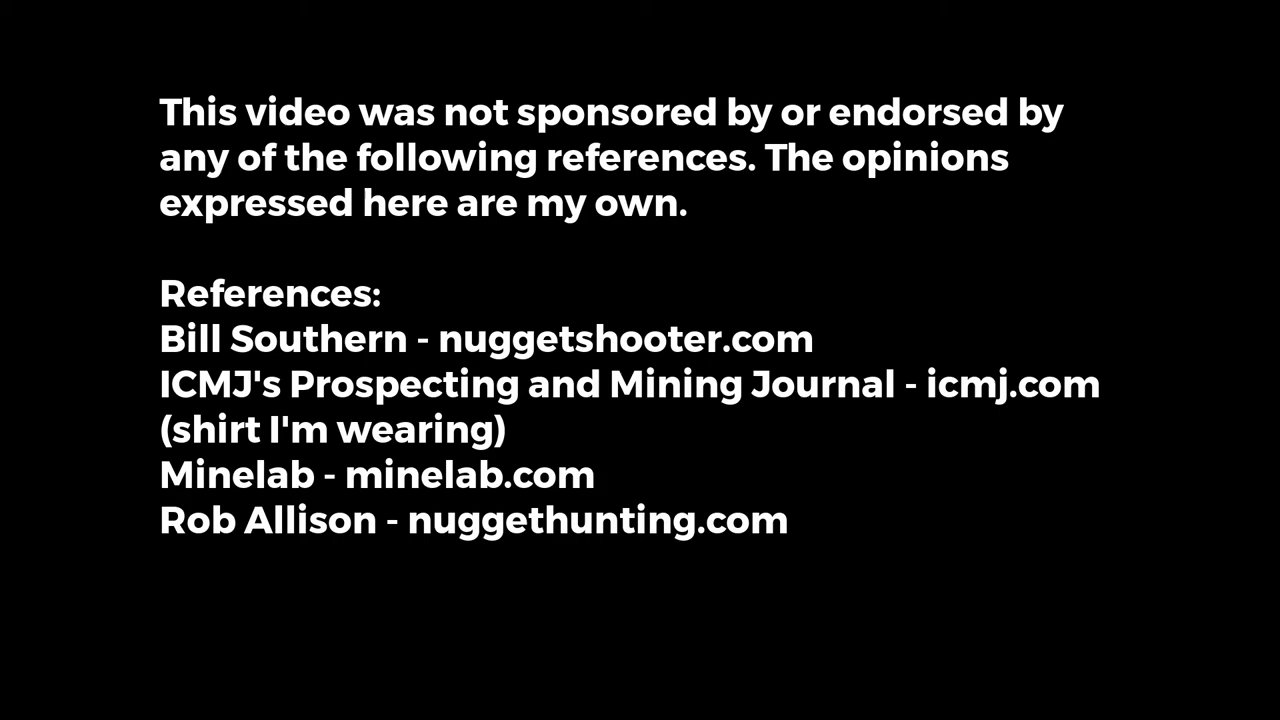 This video was not sponsored by or endorsed by
any of the following references. The opinions
expressed here are my own.
References:
Bill Southern - nuggetshooter.com
ICMJ's Prospecting and Mining Journal - icmj.com
(shirt I'm wearing)
Minelab - minelab.com
Rob Allison - nuggethunting.com